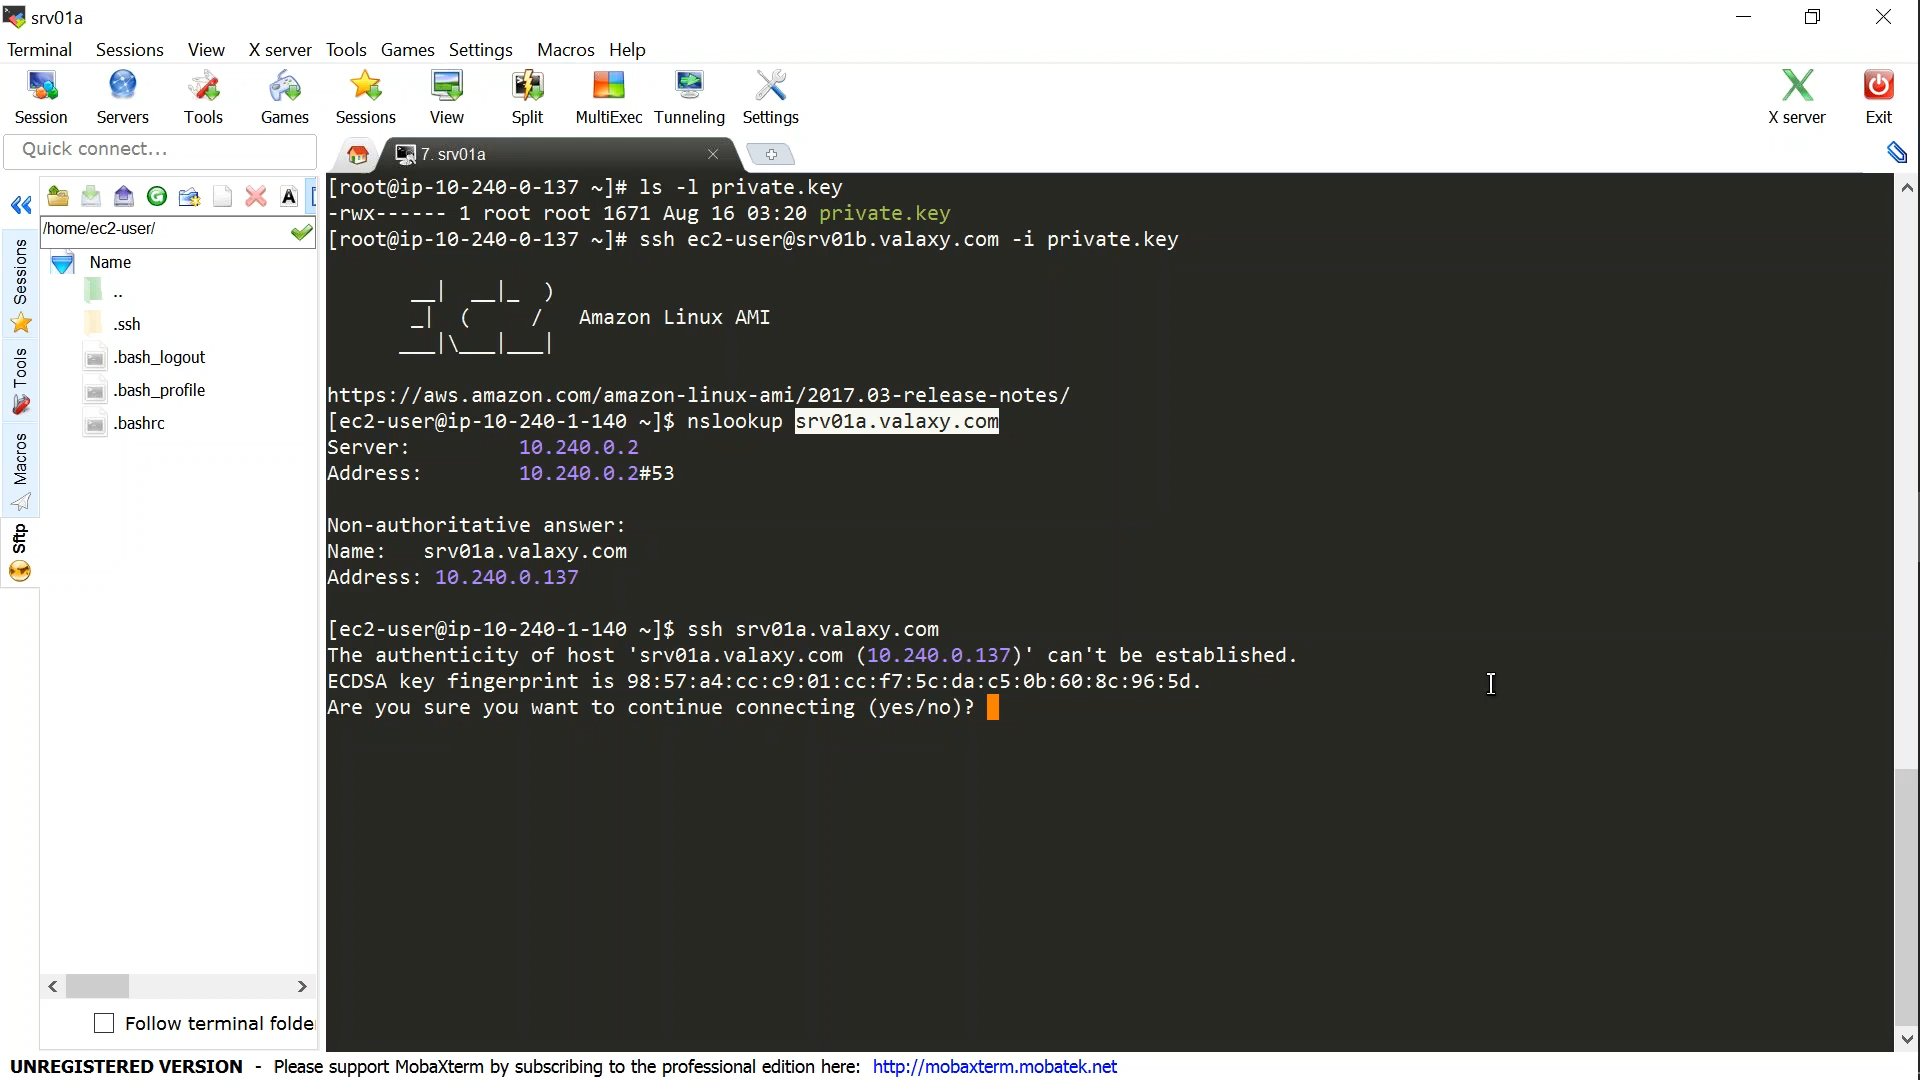 srv01a
Terminal Sessions View X server Tools Games Settings Macros Help
Session Servers Tools Games Sessions View Split MultiExec Tunneling Settings X server Exit
Quick connect...
7. srv01a
/home/ec2-user/
Name
..
.ssh
.bash_logout
.bash_profile
.bashrc
Sessions
Tools
Macros
Sftp
Follow terminal folde
[root@ip-10-240-0-137 ~]# ls -l private.key
-rwx------ 1 root root 1671 Aug 16 03:20 private.key
[root@ip-10-240-0-137 ~]# ssh ec2-user@srv01b.valaxy.com -i private.key
__| __|_ )
_| ( / Amazon Linux AMI
___|\___|___|
https://aws.amazon.com/amazon-linux-ami/2017.03-release-notes/
[ec2-user@ip-10-240-1-140 ~]$ nslookup srv01a.valaxy.com
Server: 10.240.0.2
Address: 10.240.0.2#53
Non-authoritative answer:
Name: srv01a.valaxy.com
Address: 10.240.0.137
[ec2-user@ip-10-240-1-140 ~]$ ssh srv01a.valaxy.com
The authenticity of host 'srv01a.valaxy.com (10.240.0.137)' can't be established.
ECDSA key fingerprint is 98:57:a4:cc:c9:01:cc:f7:5c:da:c5:0b:60:8c:96:5d.
Are you sure you want to continue connecting (yes/no)?
UNREGISTERED VERSION - Please support MobaXterm by subscribing to the professional edition here: http://mobaxterm.mobatek.net